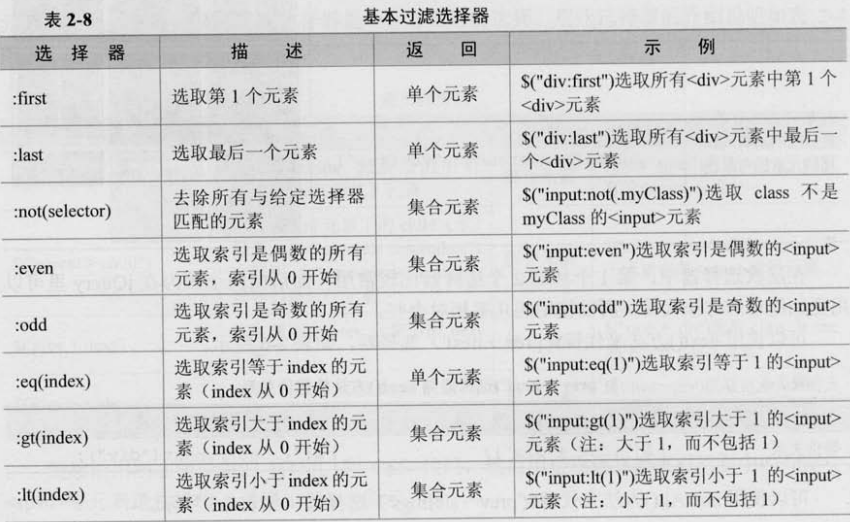 表 2-8 基本过滤选择器
选 择 器 描 述 返 回 示 例
:first 选取第 1 个元素 单个元素 $("div:first")选取所有<div>元素中第 1 个
<div>元素
:last 选取最后一个元素 单个元素 $("div:last")选取所有<div>元素中最后一
个<div>元素
:not(selector) 去除所有与给定选择器
匹配的元素 集合元素 $("input:not(.myClass)")选取 class 不是
myClass 的<input>元素
:even 选取索引是偶数的所有
元素，索引从 0 开始 集合元素 $("input:even")选取索引是偶数的<input>
元素
:odd 选取索引是奇数的所有
元素，索引从 0 开始 集合元素 $("input:odd")选取索引是奇数的<input>
元素
:eq(index) 选取索引等于 index 的元
素（index 从 0 开始） 单个元素 $("input:eq(1)")选取索引等于 1 的<input>
元素
:gt(index) 选取索引大于 index 的元
素（index 从 0 开始） 集合元素 $("input:gt(1)")选取索引大于 1 的<input>
元素（注：大于 1，而不包括 1）
:lt(index) 选取索引小于 index 的元
素（index 从 0 开始） 集合元素 $("input:lt(1)")选取索引小于 1 的<input>
元素（注：小于 1，而不包括 1）